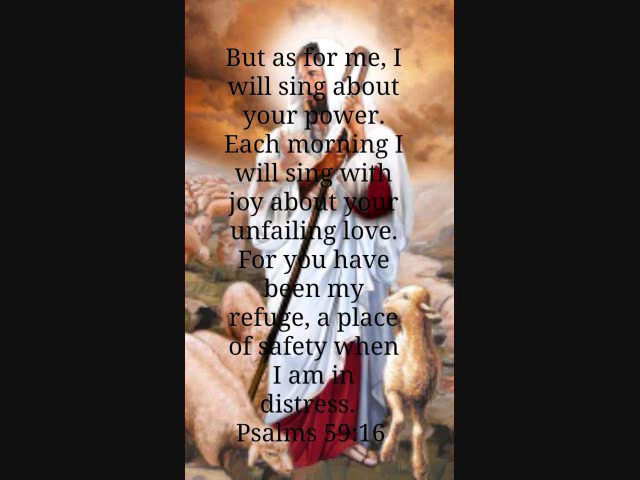 But as for me, I
will sing about
your power.
Each morning I
will sing with
joy about your
unfailing love.
For you have
been my
refuge, a place
of safety when
I am in
distress.
Psalms 59:16